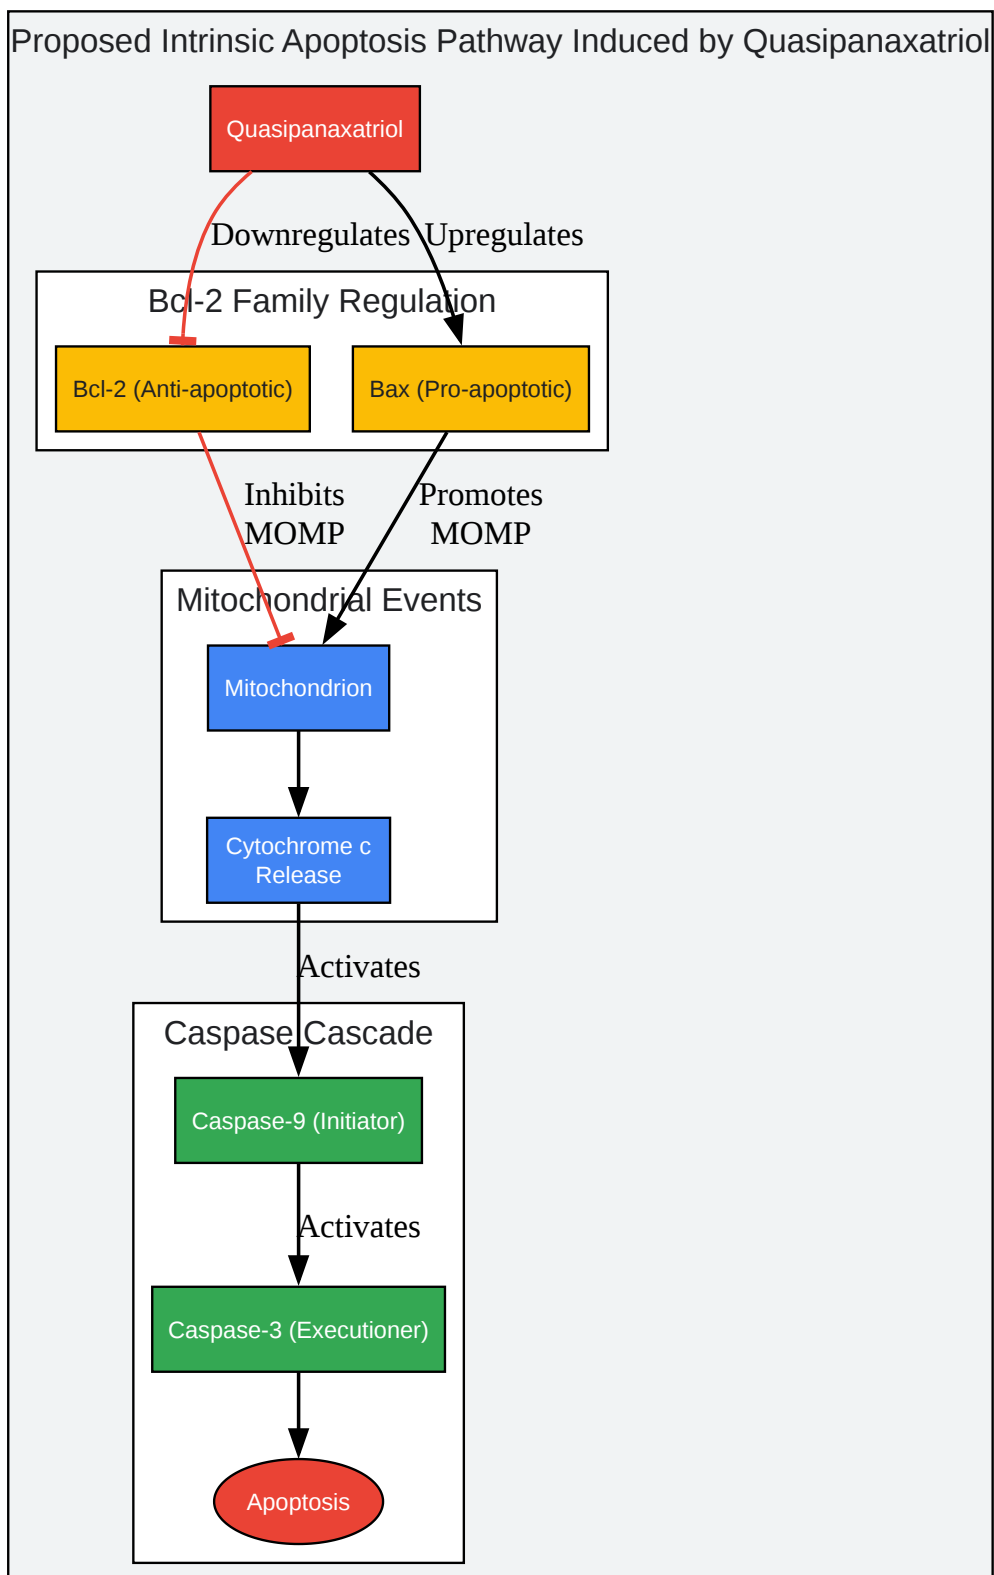 Proposed Intrinsic Apoptosis Pathway Induced by Quasipanaxatriol
Quasipanaxatriol
Downregulates
Upregulates
Bcl-2 Family Regulation
Bcl-2 (Anti-apoptotic)
Bax (Pro-apoptotic)
Inhibits
MOMP
Promotes
MOMP
Mitochondrial Events
Mitochondrion
Cytochrome c
Release
Activates
Caspase Cascade
Caspase-9 (Initiator)
Activates
Caspase-3 (Executioner)
Apoptosis